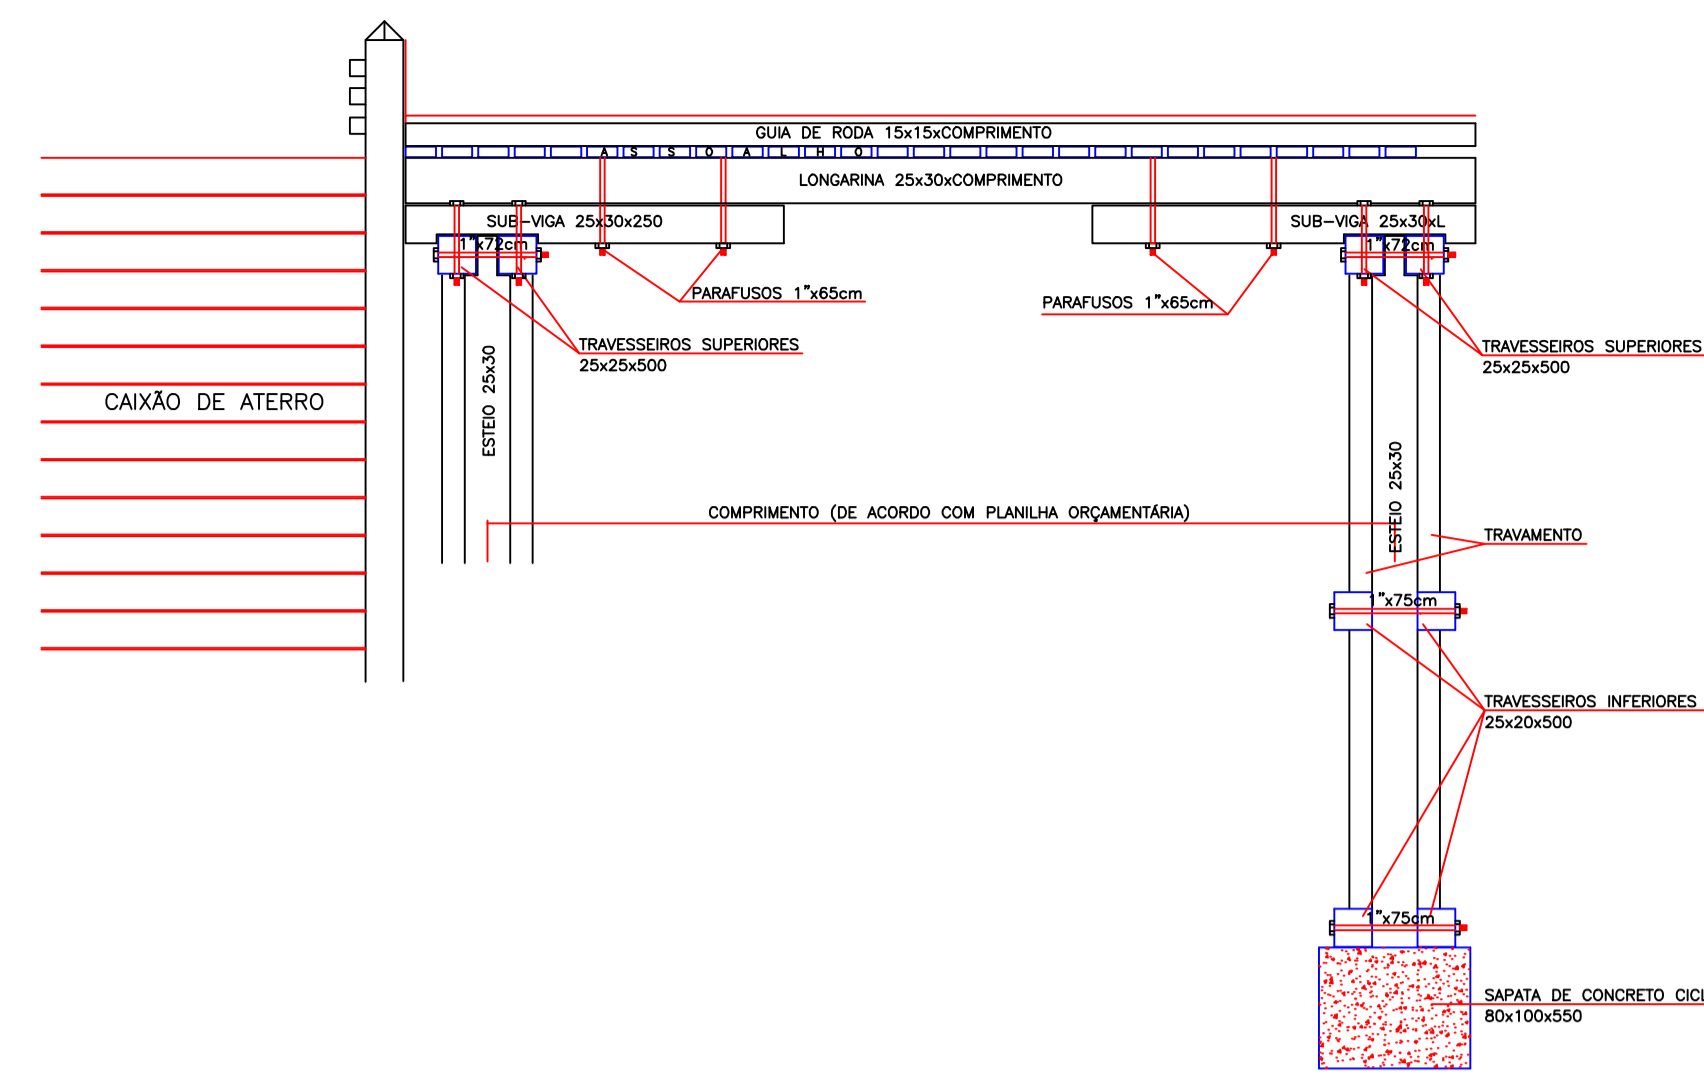 GUIA DE RODA 15x15xCOMPRIMENTO
ASSOALHO
LONGARINA 25x30xCOMPRIMENTO
SUB-VIGA 25x30x250
SUB-VIGA 25x30xL
1"x72cm
1"x72cm
PARAFUSOS 1"x65cm
PARAFUSOS 1"x65cm
TRAVESSEIROS SUPERIORES
25x25x500
TRAVESSEIROS SUPERIORES
25x25x500
CAIXÃO DE ATERRO
ESTEIO 25x30
ESTEIO 25x30
COMPRIMENTO (DE ACORDO COM PLANILHA ORÇAMENTÁRIA)
TRAVAMENTO
1"x75cm
TRAVESSEIROS INFERIORES
25x20x500
1"x75cm
SAPATA DE CONCRETO
80x100x550